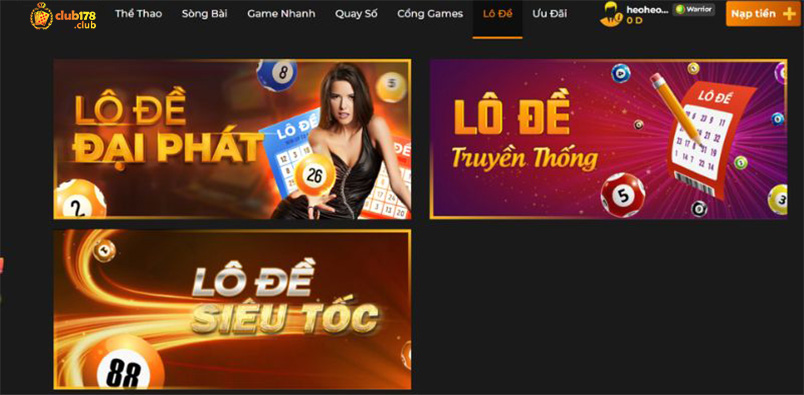 club178
.club
Thể Thao
Sòng Bài
Game Nhanh
Quay Số
Cổng Games
Lô Đề
Ưu Đãi
heoheo...
Warrior
0 D
Nạp tiền +
LÔ ĐỀ
ĐẠI PHÁT
LÔ ĐỀ
8
26
2
LÔ ĐỀ
Truyền Thống
LÔ ĐỀ
5
LÔ ĐỀ
SIÊU TỐC
88